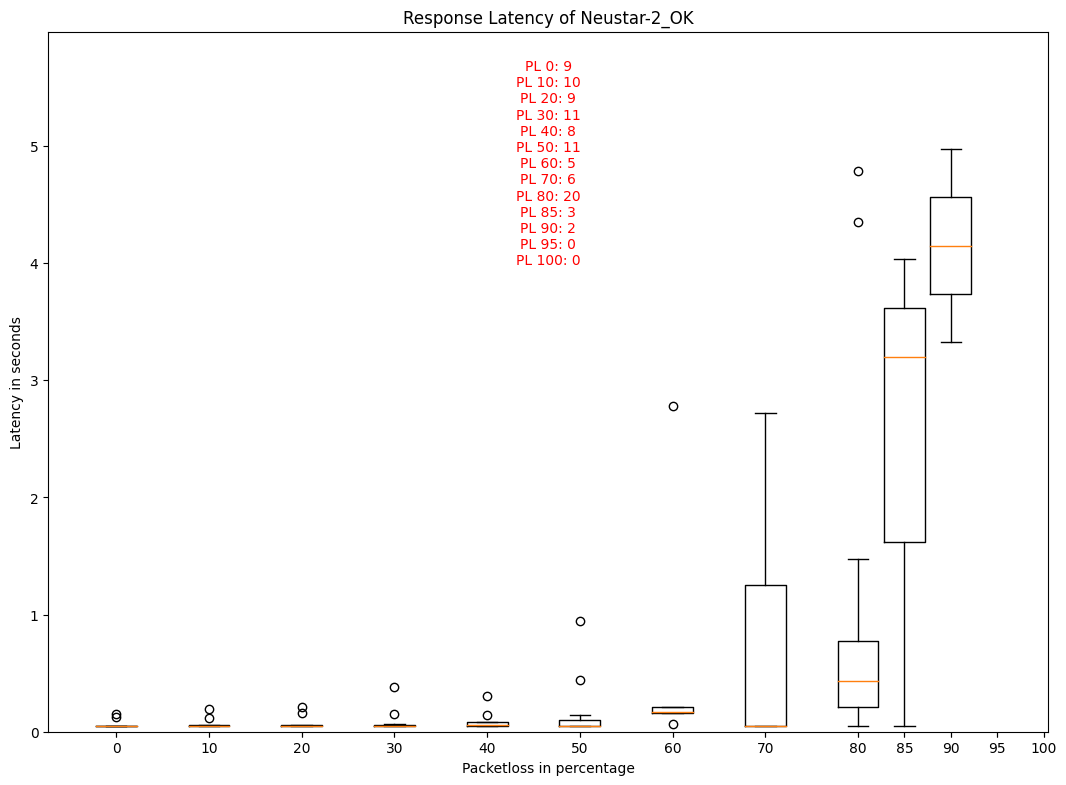 Response Latency of Neustar-2_OK
PL 0: 9
PL 10: 10
PL 20: 9
PL 30: 11
PL 40: 8
PL 50: 11
PL 60: 5
PL 70: 6
PL 80: 20
PL 85: 3
PL 90: 2
PL 95: 0
PL 100: 0
Latency in seconds
5
4
3
2
1
0
0 10 20 30 40 50 60 70 80 85 90 95 100
Packetloss in percentage